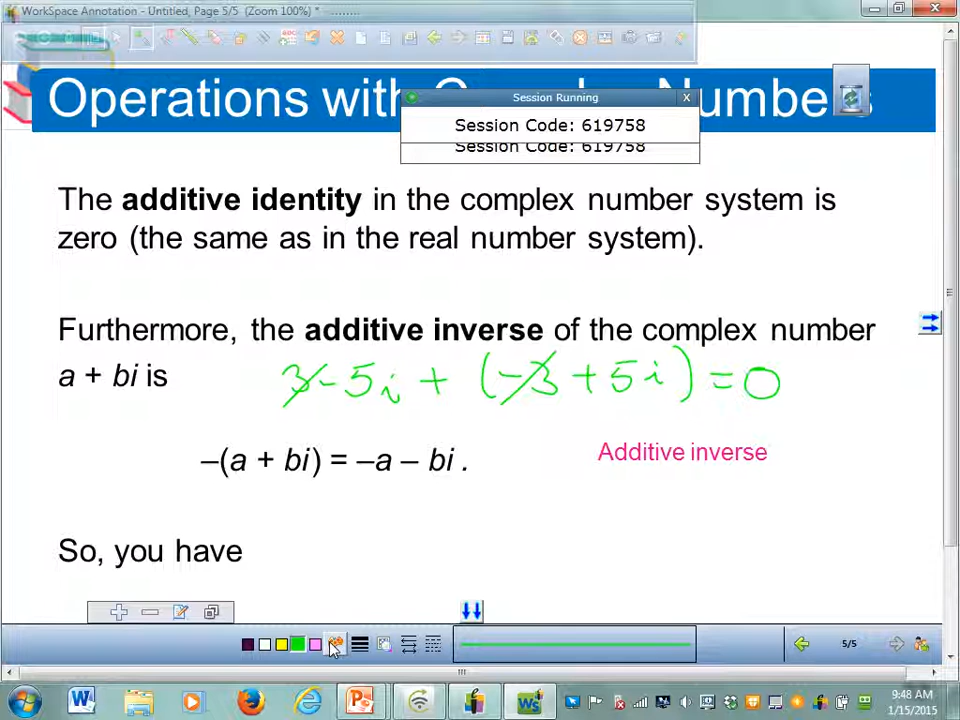 WorkSpace Annotation - Untitled, Page 5/5 (Zoom 100%) *
Operations with Complex Numbers
Session Running X
Session Code: 619758
Session Code: 619758
The additive identity in the complex number system is
zero (the same as in the real number system).
Furthermore, the additive inverse of the complex number
a + bi is
3 - 5i + (-3 + 5i) = 0
–(a + bi) = –a – bi .
Additive inverse
So, you have
5/5
9:48 AM
1/15/2015